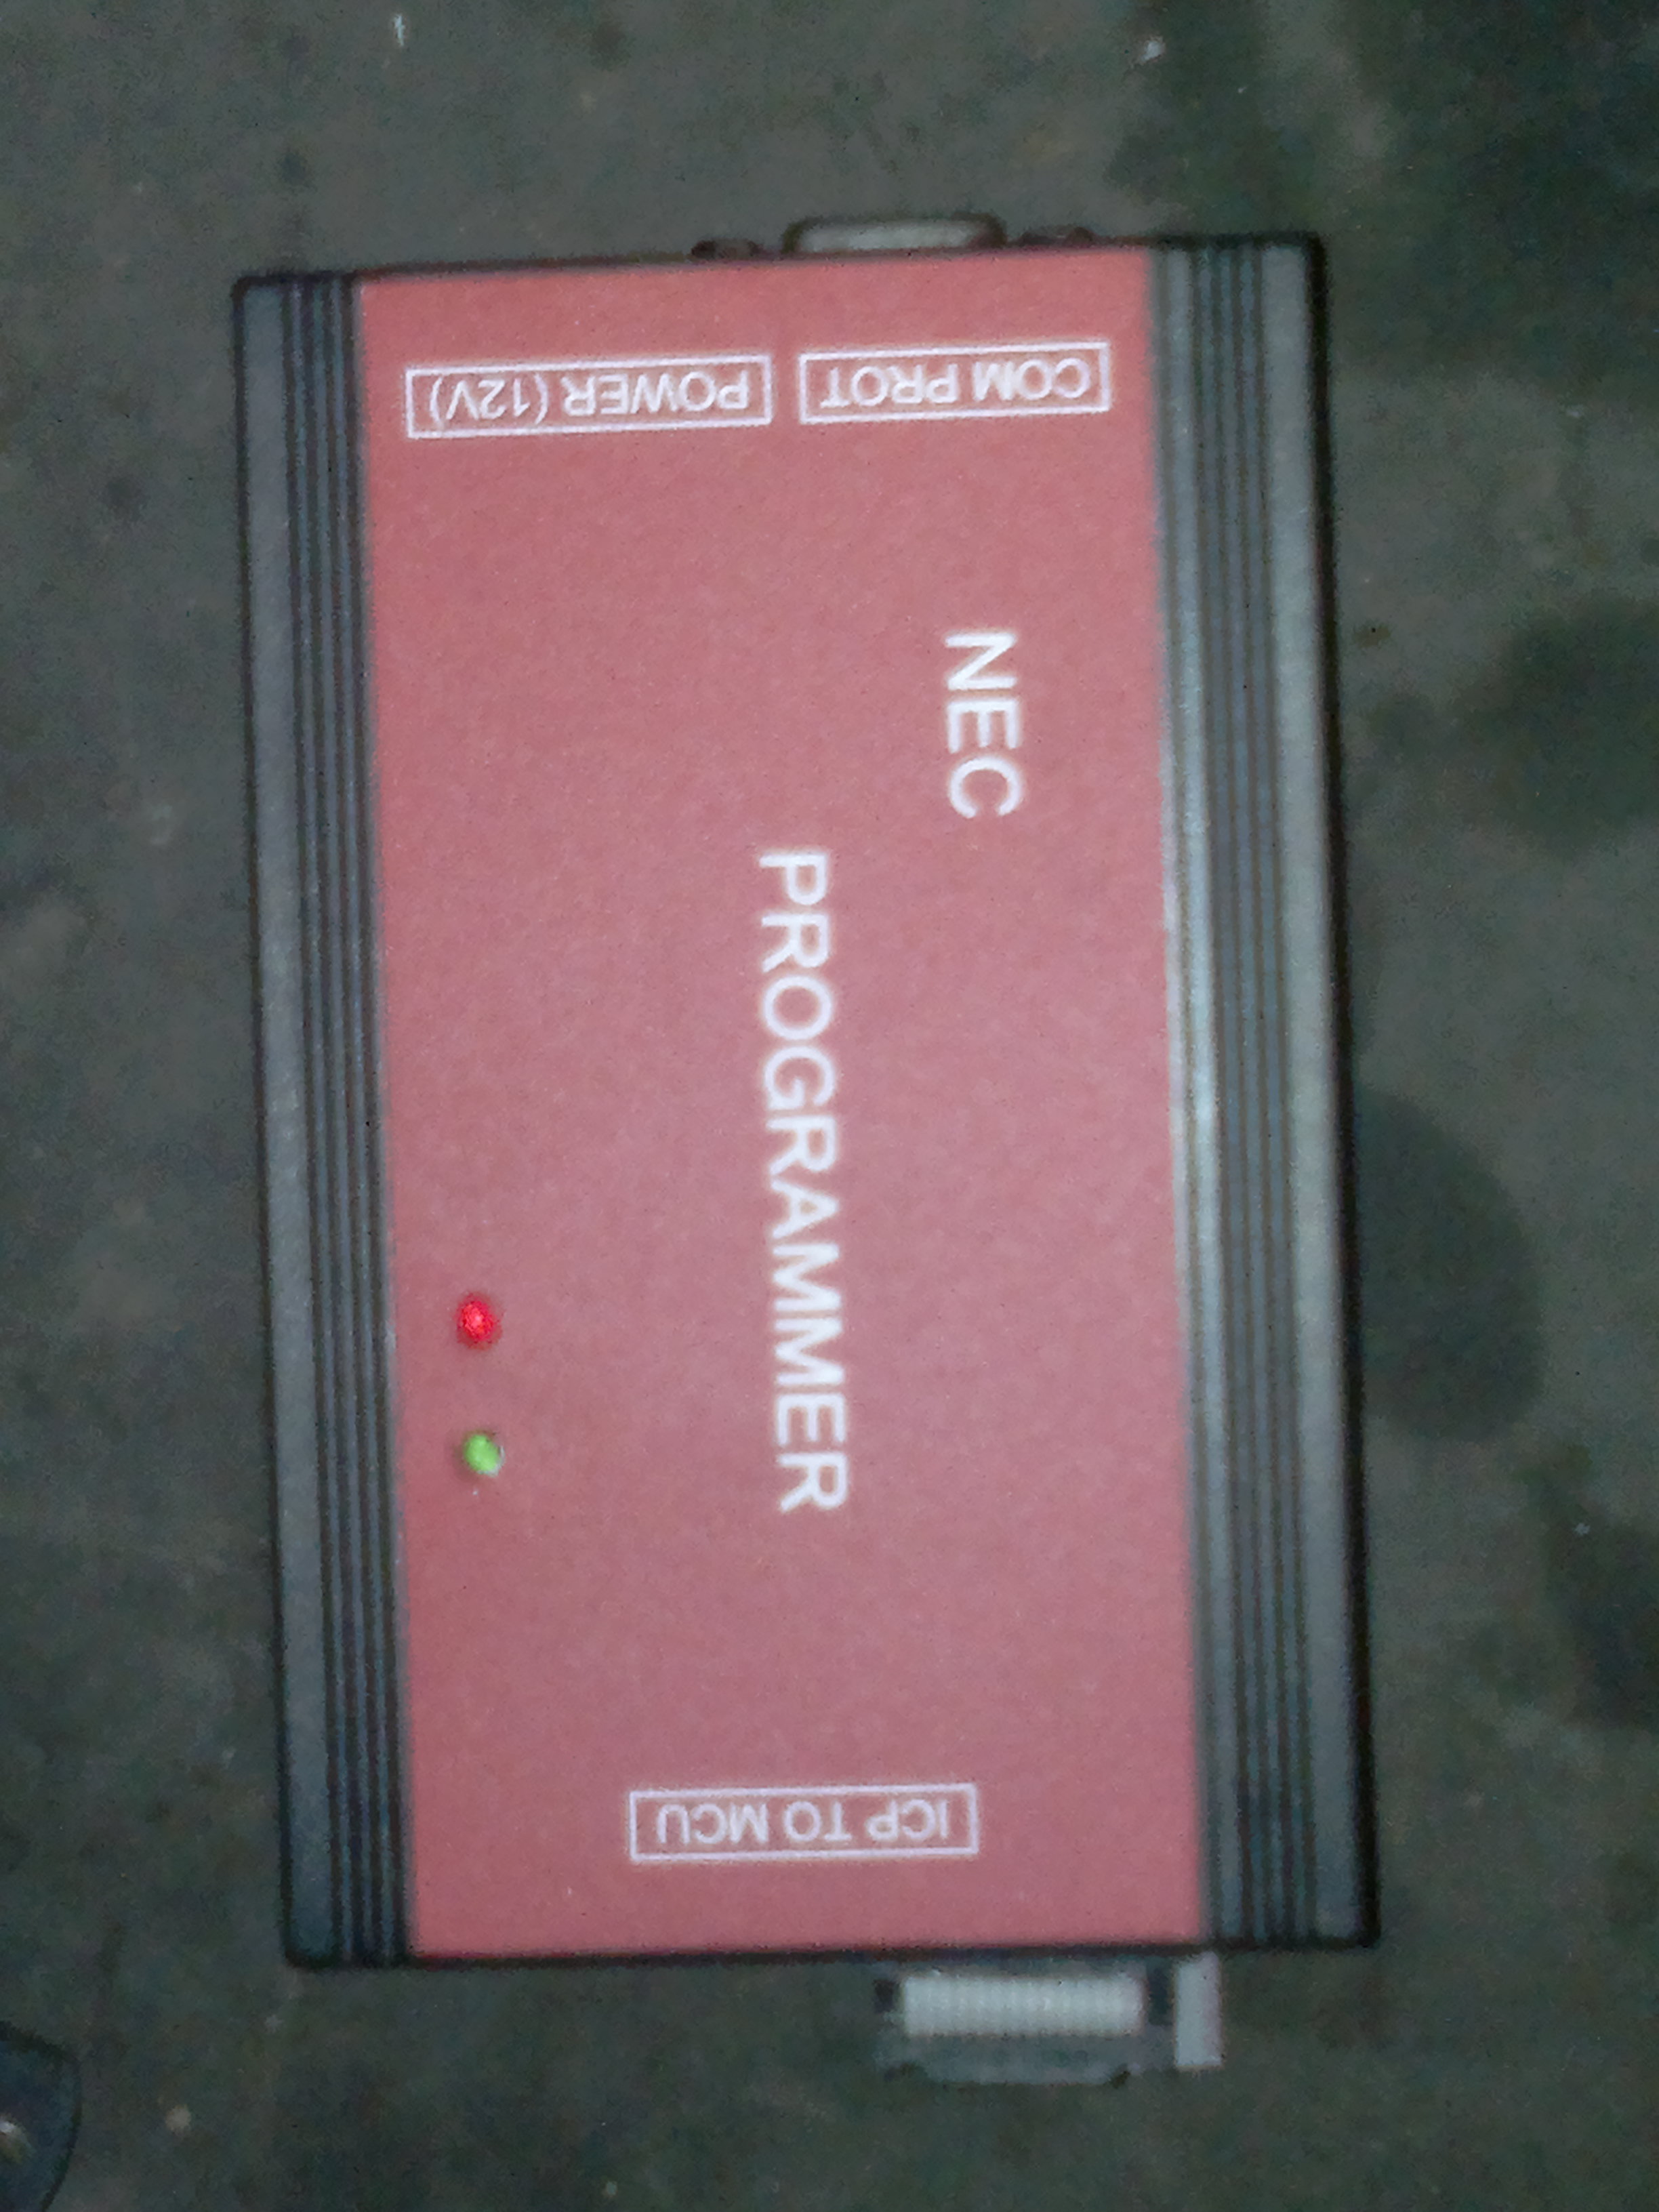 POWER (12V)
COM PROT
NEC
PROGRAMMER
ICP TO MCU